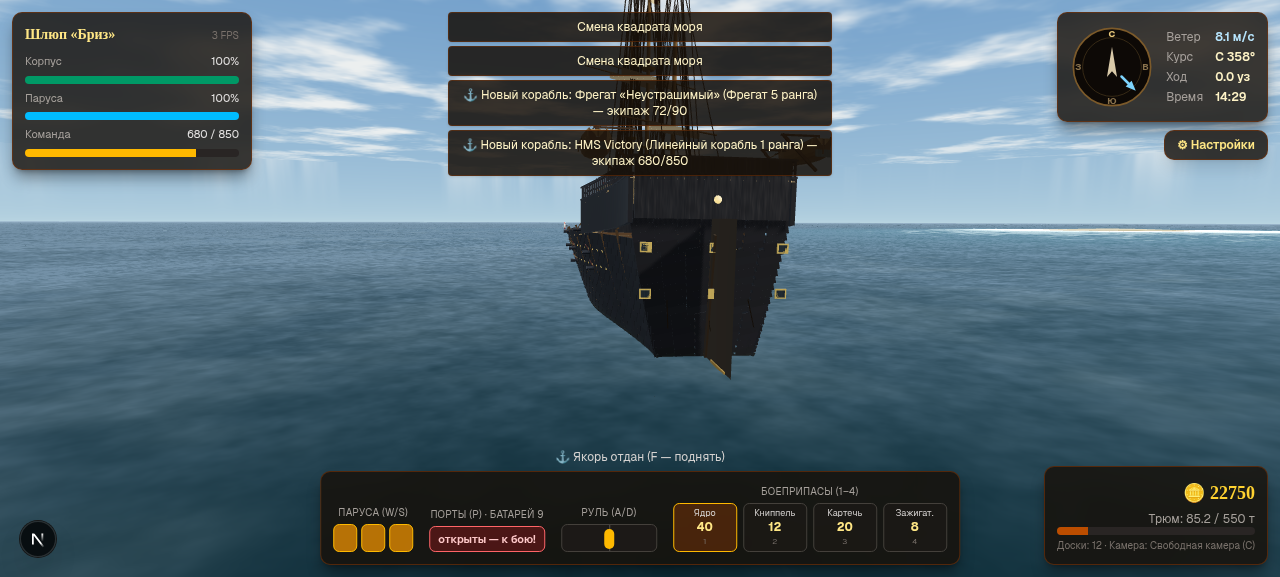 Шлюп «Бриз»
3 FPS
Корпус 100%
Паруса 100%
Команда 680 / 850
Смена квадрата моря
Смена квадрата моря
⚓ Новый корабль: Фрегат «Неустрашимый» (Фрегат 5 ранга)
— экипаж 72/90
⚓ Новый корабль: HMS Victory (Линейный корабль 1 ранга) —
экипаж 680/850
С
З В
Ю
Ветер 8.1 м/с
Курс С 358°
Ход 0.0 уз
Время 14:29
⚙ Настройки
⚓ Якорь отдан (F — поднять)
ПАРУСА (W/S)
ПОРТЫ (P) · БАТАРЕЙ 9
открыты — к бою!
РУЛЬ (A/D)
БОЕПРИПАСЫ (1–4)
Ядро
40
1
Книппель
12
2
Картечь
20
3
Зажигат.
8
4
22750
Трюм: 85.2 / 550 т
Доски: 12 · Камера: Свободная камера (C)
N